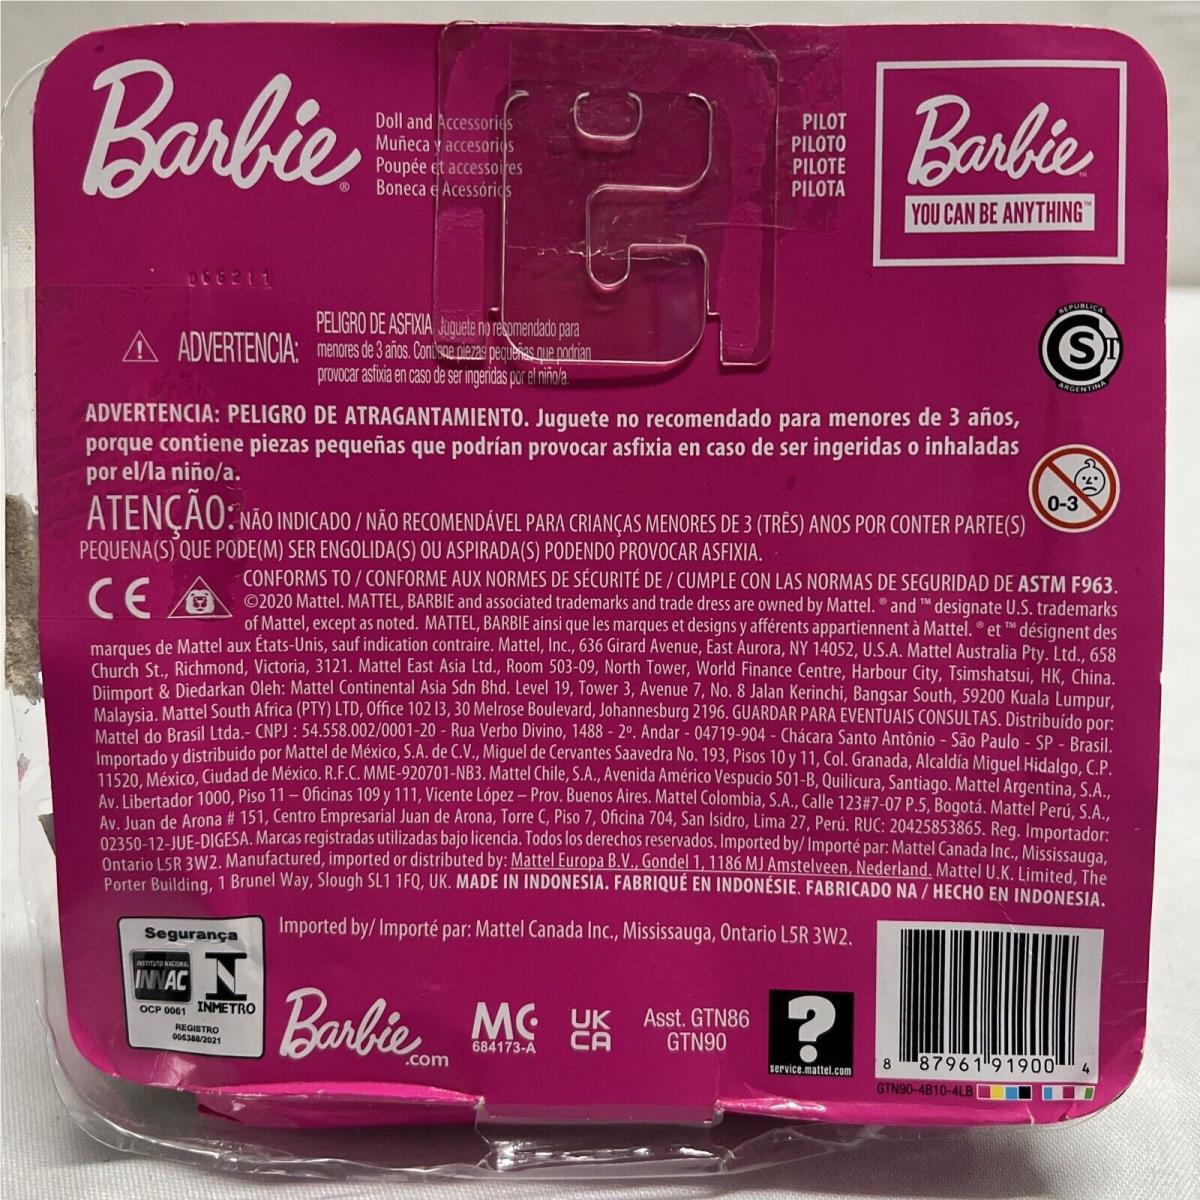 Barbie®
Doll and Accessories
Muñeca y accesorios
Poupée et accessoires
Boneca e Acessórios
PILOT
PILOTO
PILOTE
PILOTA
Barbie™
YOU CAN BE ANYTHING™
066211
REPUBLICA
S T
ARGENTINA
ADVERTENCIA:
PELIGRO DE ASFIXIA Juguete no recomendado para
menores de 3 años. Contiene piezas pequeñas que podrían
provocar asfixia en caso de ser ingeridas por el niño/a.
ADVERTENCIA: PELIGRO DE ATRAGANTAMIENTO. Juguete no recomendado para menores de 3 años,
porque contiene piezas pequeñas que podrían provocar asfixia en caso de ser ingeridas o inhaladas
por el/la niño/a.
0-3
ATENÇÃO: NÃO INDICADO / NÃO RECOMENDÁVEL PARA CRIANÇAS MENORES DE 3 (TRÊS) ANOS POR CONTER PARTE(S)
PEQUENA(S) QUE PODE(M) SER ENGOLIDA(S) OU ASPIRADA(S) PODENDO PROVOCAR ASFIXIA.
CE
CONFORMS TO / CONFORME AUX NORMES DE SÉCURITÉ DE / CUMPLE CON LAS NORMAS DE SEGURIDAD DE ASTM F963.
©2020 Mattel. MATTEL, BARBIE and associated trademarks and trade dress are owned by Mattel. ® and ™ designate U.S. trademarks
of Mattel, except as noted. MATTEL, BARBIE ainsi que les marques et designs y afférents appartiennent à Mattel. ® et ™ désignent des
marques de Mattel aux États-Unis, sauf indication contraire. Mattel, Inc., 636 Girard Avenue, East Aurora, NY 14052, U.S.A. Mattel Australia Pty. Ltd., 658
Church St., Richmond, Victoria, 3121. Mattel East Asia Ltd., Room 503-09, North Tower, World Finance Centre, Harbour City, Tsimshatsui, HK, China.
Diimport & Diedarkan Oleh: Mattel Continental Asia Sdn Bhd. Level 19, Tower 3, Avenue 7, No. 8 Jalan Kerinchi, Bangsar South, 59200 Kuala Lumpur,
Malaysia. Mattel South Africa (PTY) LTD, Office 102 I3, 30 Melrose Boulevard, Johannesburg 2196. GUARDAR PARA EVENTUAIS CONSULTAS. Distribuído por:
Mattel do Brasil Ltda.- CNPJ : 54.558.002/0001-20 - Rua Verbo Divino, 1488 - 2º. Andar - 04719-904 - Chácara Santo Antônio - São Paulo - SP - Brasil.
Importado y distribuido por Mattel de México, S.A. de C.V., Miguel de Cervantes Saavedra No. 193, Pisos 10 y 11, Col. Granada, Alcaldía Miguel Hidalgo, C.P.
11520, México, Ciudad de México. R.F.C. MME-920701-NB3. Mattel Chile, S.A., Avenida Américo Vespucio 501-B, Quilicura, Santiago. Mattel Argentina, S.A.,
Av. Libertador 1000, Piso 11 – Oficinas 109 y 111, Vicente López – Prov. Buenos Aires. Mattel Colombia, S.A., Calle 123#7-07 P.5, Bogotá. Mattel Perú, S.A.,
Av. Juan de Arona # 151, Centro Empresarial Juan de Arona, Torre C, Piso 7, Oficina 704, San Isidro, Lima 27, Perú. RUC: 20425853865. Reg. Importador:
02350-12-JUE-DIGESA. Marcas registradas utilizadas bajo licencia. Todos los derechos reservados. Imported by/ Importé par: Mattel Canada Inc., Mississauga,
Ontario L5R 3W2. Manufactured, imported or distributed by: Mattel Europa B.V., Gondel 1, 1186 MJ Amstelveen, Nederland. Mattel U.K. Limited, The
Porter Building, 1 Brunel Way, Slough SL1 1FQ, UK. MADE IN INDONESIA. FABRIQUÉ EN INDONÉSIE. FABRICADO NA / HECHO EN INDONESIA.
Segurança
INSTITUTO NACIONAL
INNAC
OCP 0061
INMETRO
REGISTRO
005388/2021
Imported by/ Importé par: Mattel Canada Inc., Mississauga, Ontario L5R 3W2.
Barbie.com
MC
684173-A
UK
CA
Asst. GTN86
GTN90
?
service.mattel.com
8 87961 91900 4
GTN90-4B10-4LB